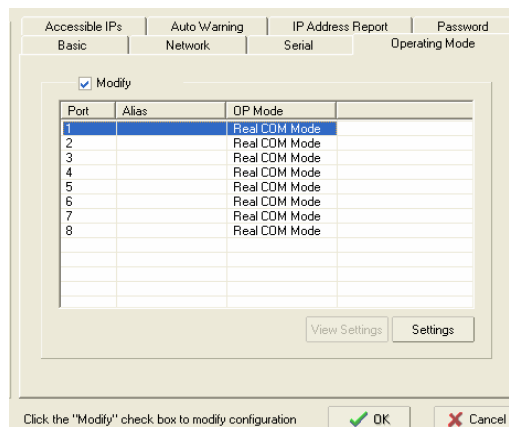 Accessible IPs Auto Warning IP Address Report Password
Basic Network Serial Operating Mode
Modify
Port Alias OP Mode
1 Real COM Mode
2 Real COM Mode
3 Real COM Mode
4 Real COM Mode
5 Real COM Mode
6 Real COM Mode
7 Real COM Mode
8 Real COM Mode
View Settings Settings
Click the "Modify" check box to modify configuration OK Cancel